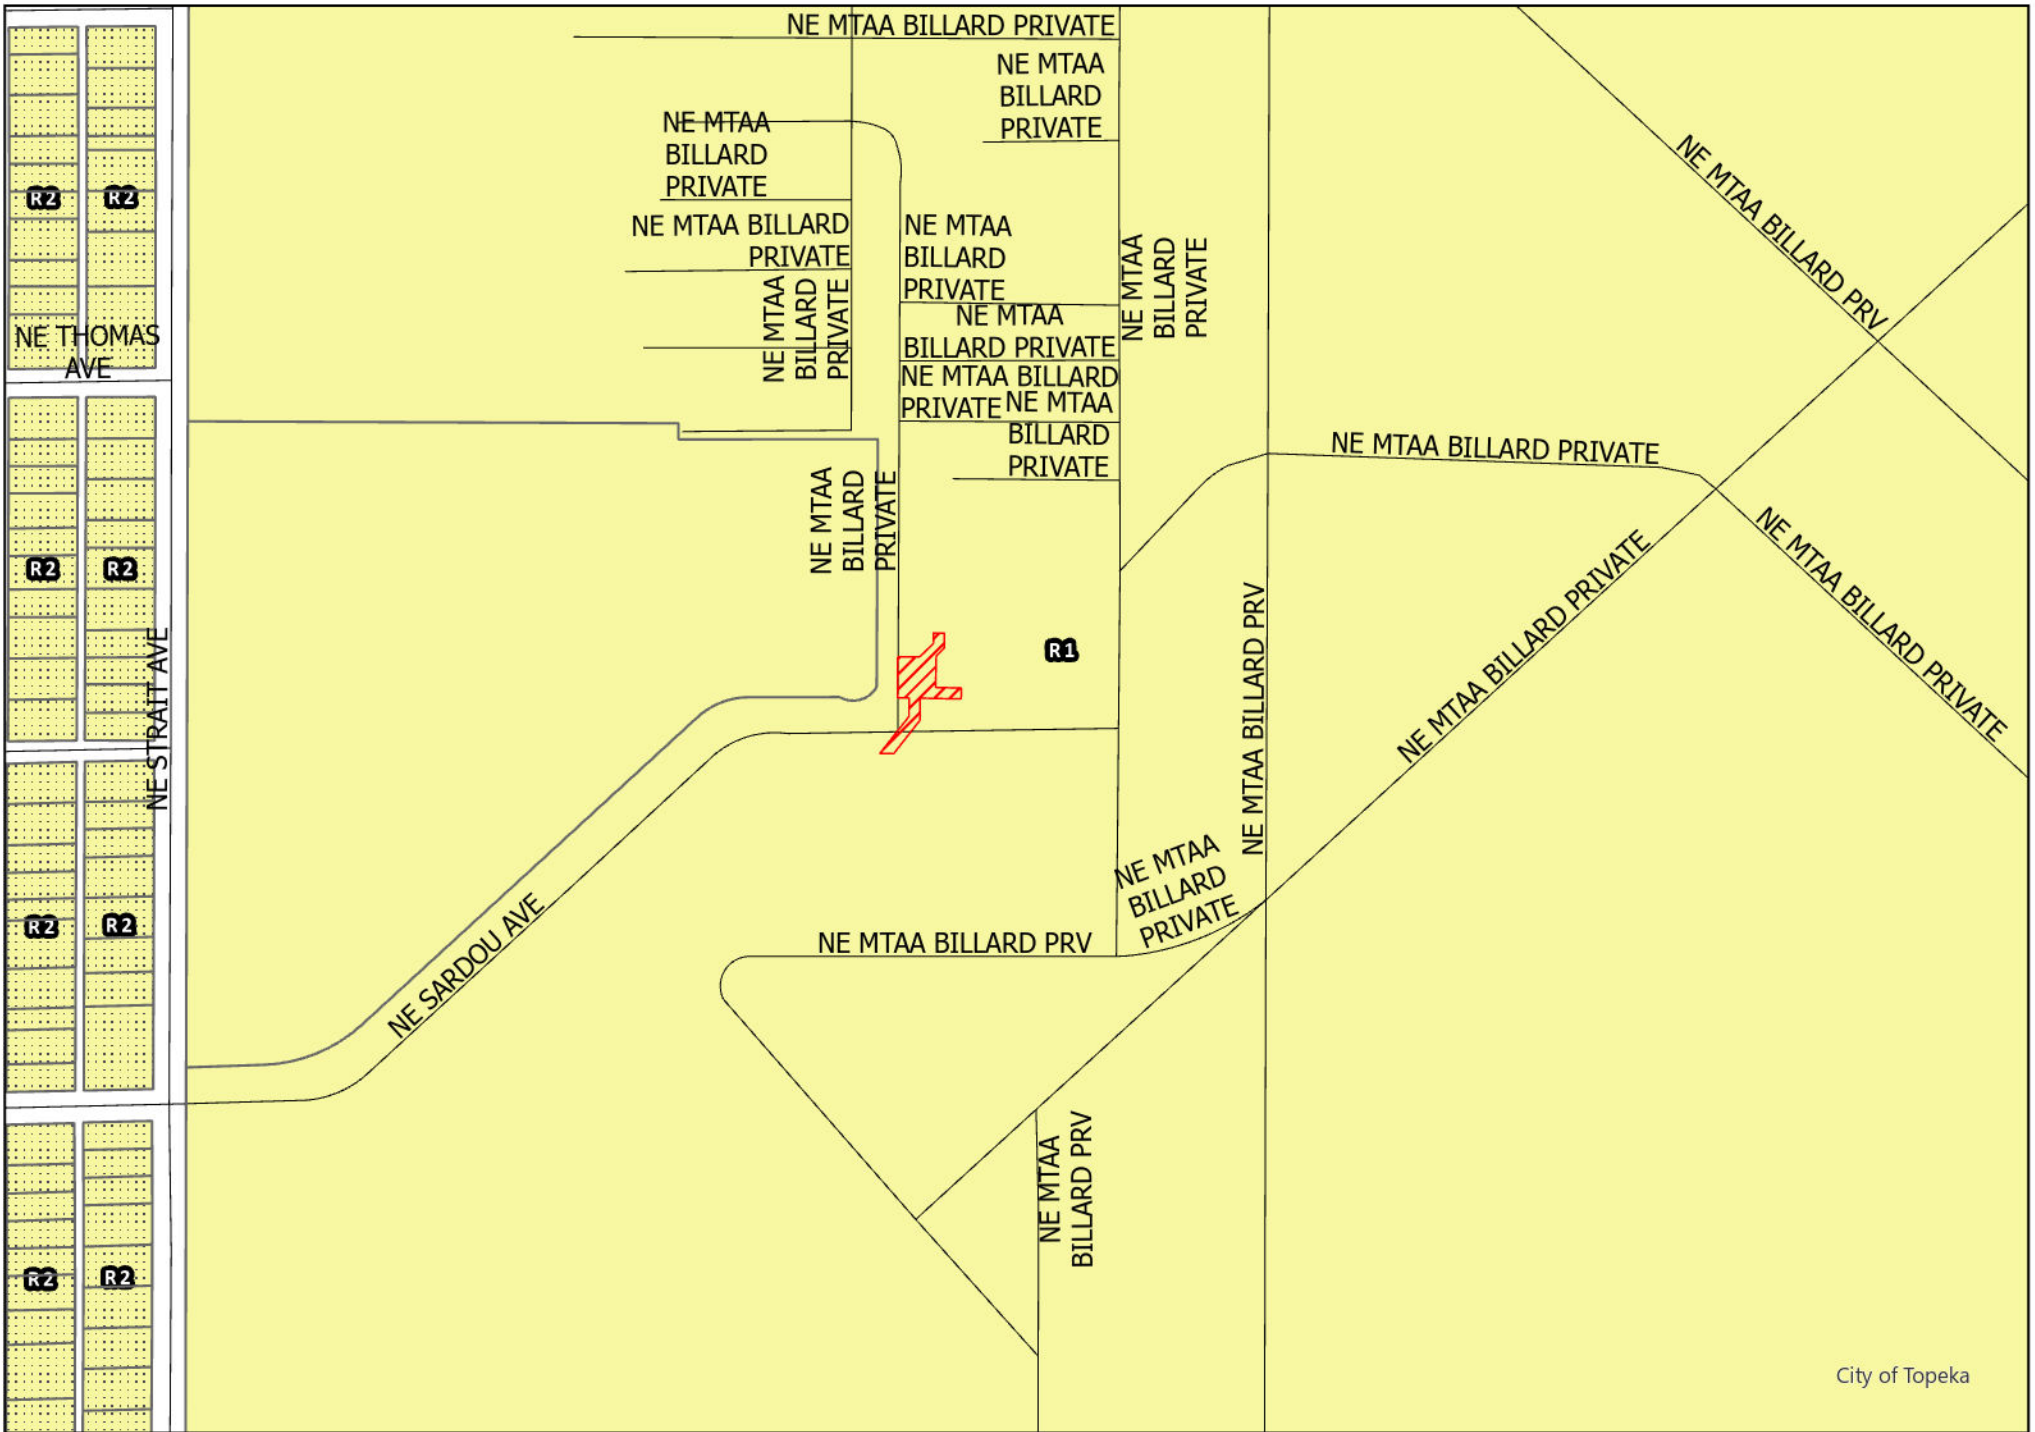 NE MTAA BILLARD PRIVATE
NE MTAA
BILLARD
PRIVATE
NE MTAA
BILLARD
PRIVATE
NE MTAA BILLARD PRV
R2
R2
NE MTAA BILLARD
PRIVATE
NE MTAA
BILLARD
PRIVATE
NE MTAA
BILLARD
PRIVATE
NE MTAA
BILLARD
PRIVATE
NE MTAA
BILLARD PRIVATE
NE THOMAS
AVE
NE MTAA BILLARD
PRIVATE
NE MTAA
BILLARD
PRIVATE
NE MTAA BILLARD PRIVATE
NE MTAA
BILLARD
PRIVATE
R2
R2
NE MTAA BILLARD PRIVATE
NE MTAA BILLARD PRIVATE
R1
NE STRAIT AVE
NE MTAA BILLARD PRV
NE MTAA
BILLARD
PRIVATE
R2
R2
NE SARDOU AVE
NE MTAA BILLARD PRV
NE MTAA
BILLARD PRV
R2
R2
City of Topeka